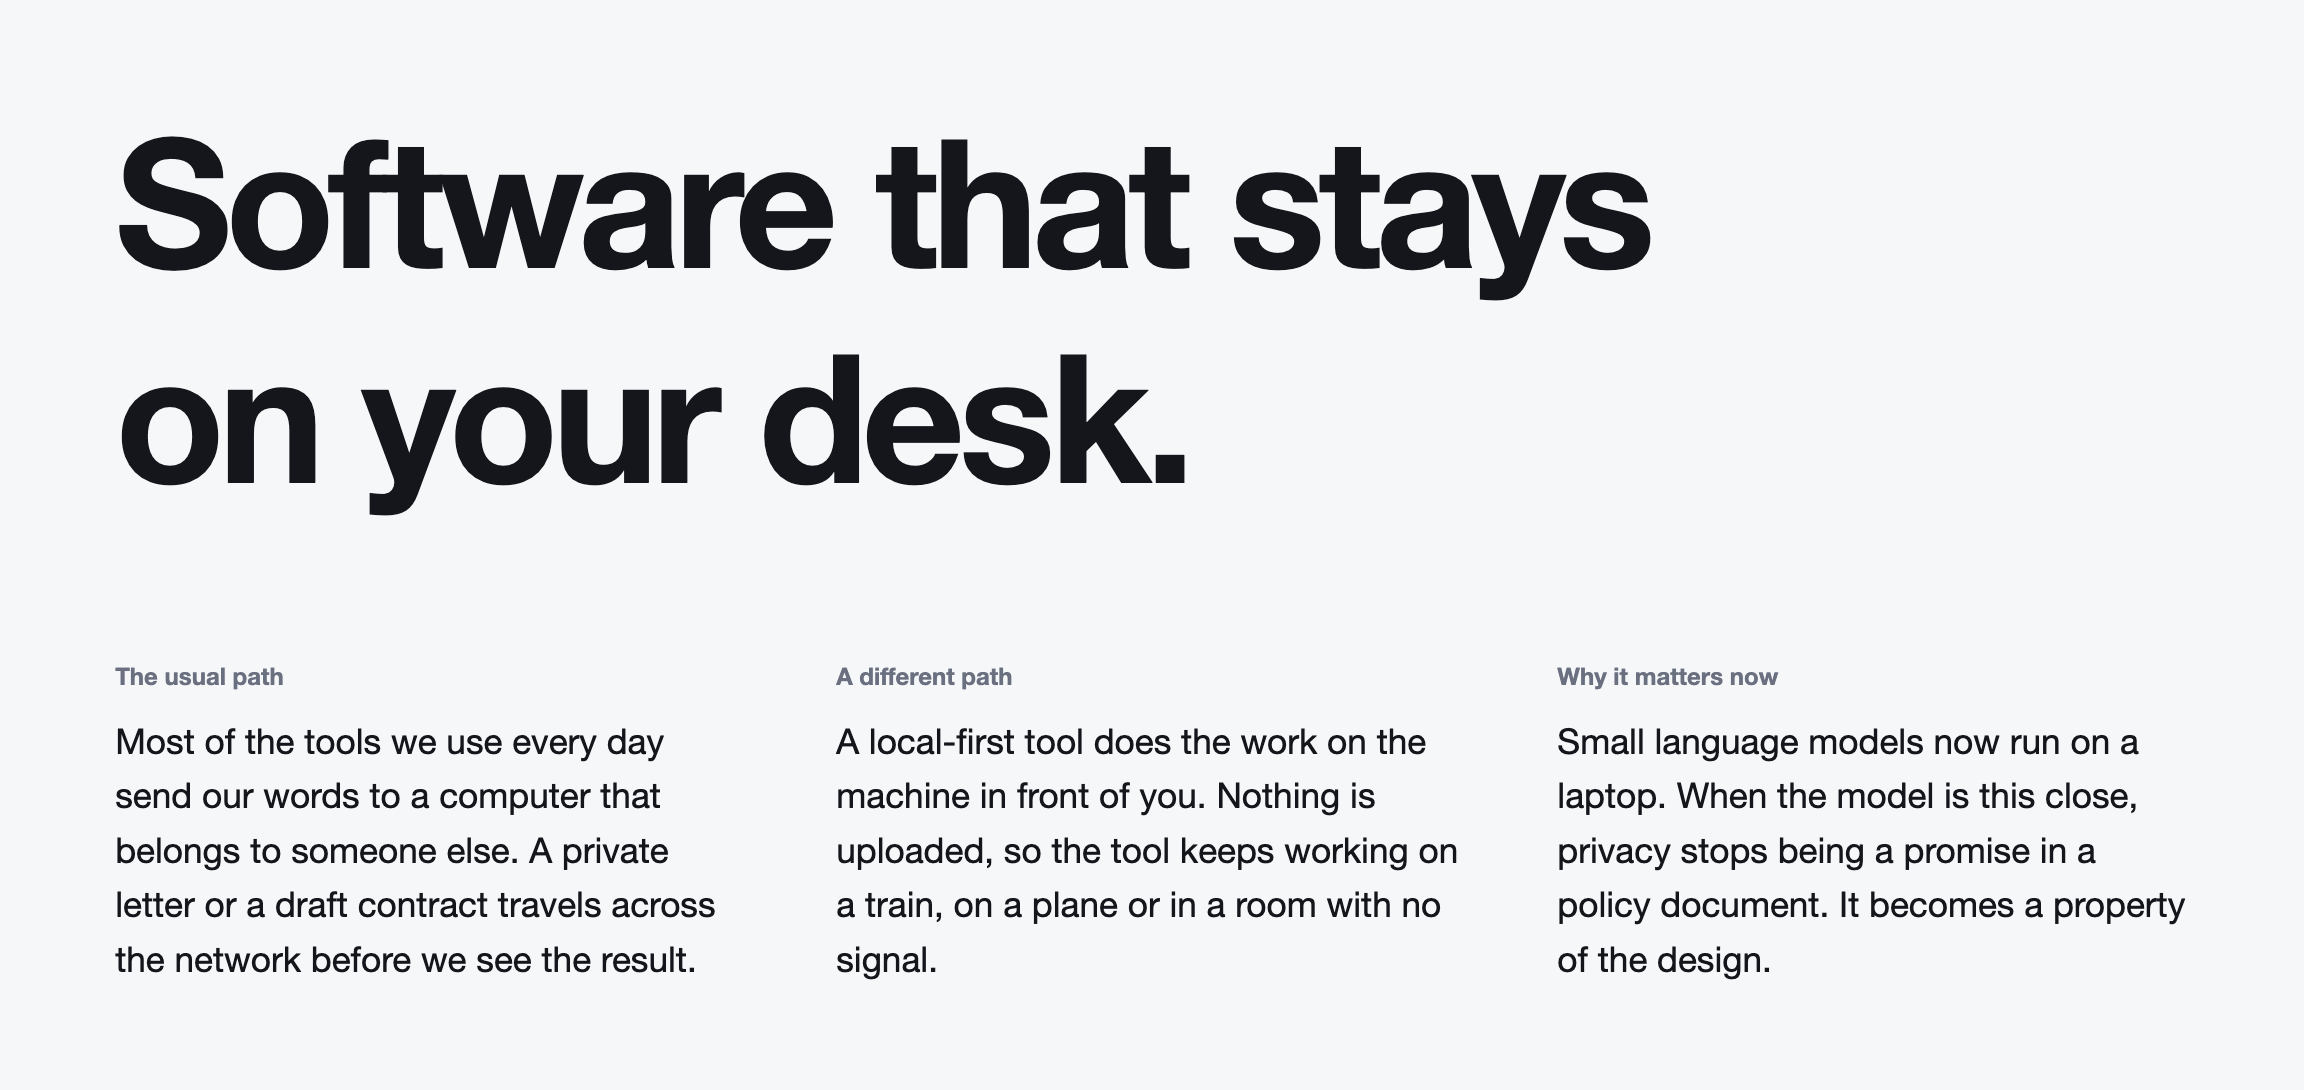 Software that stays
on your desk.
The usual path
Most of the tools we use every day
send our words to a computer that
belongs to someone else. A private
letter or a draft contract travels across
the network before we see the result.
A different path
A local-first tool does the work on the
machine in front of you. Nothing is
uploaded, so the tool keeps working on
a train, on a plane or in a room with no
signal.
Why it matters now
Small language models now run on a
laptop. When the model is this close,
privacy stops being a promise in a
policy document. It becomes a property
of the design.